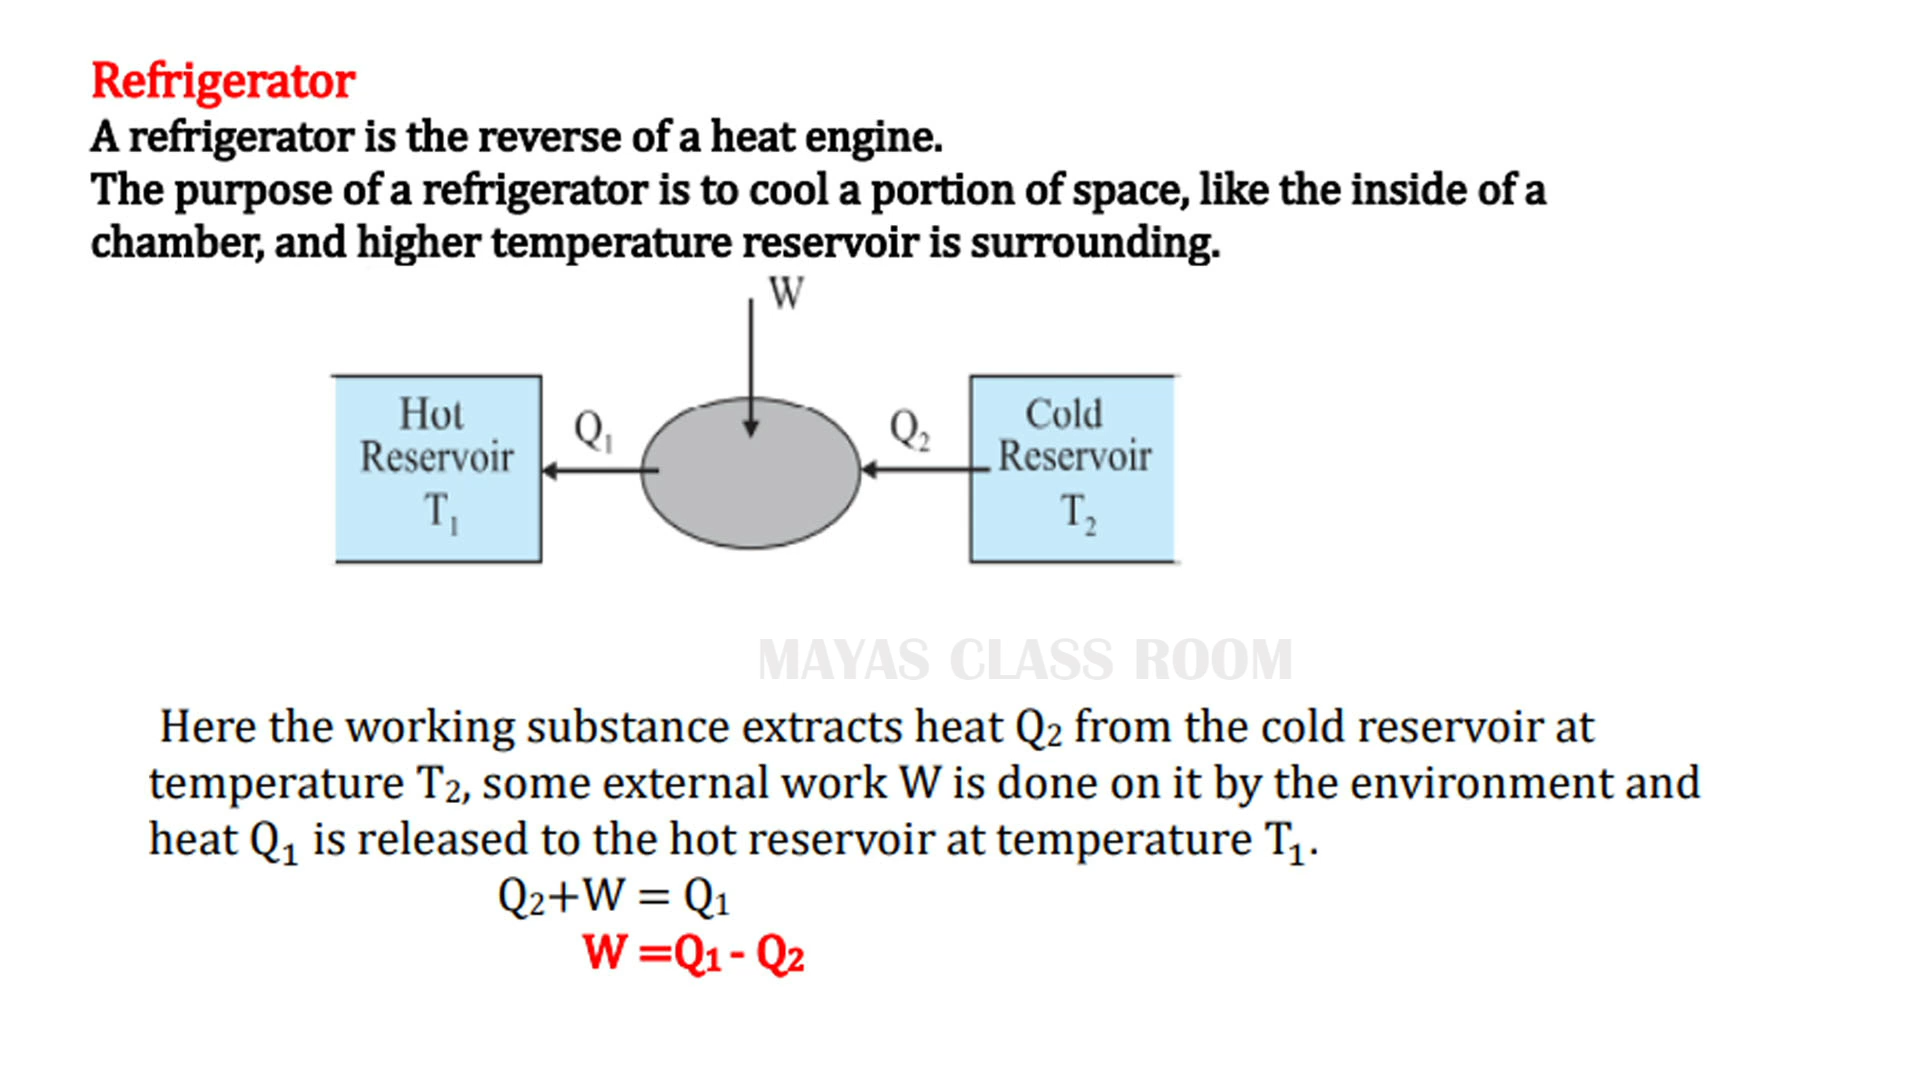 Refrigerator
A refrigerator is the reverse of a heat engine.
The purpose of a refrigerator is to cool a portion of space, like the inside of a
chamber, and higher temperature reservoir is surrounding.
W
Hot
Reservoir
T₁
Q₁
Q₂
Cold
Reservoir
T₂
MAYAS CLASS ROOM
Here the working substance extracts heat Q₂ from the cold reservoir at
temperature T₂, some external work W is done on it by the environment and
heat Q₁ is released to the hot reservoir at temperature T₁.
Q₂+W = Q₁
W =Q₁ - Q₂